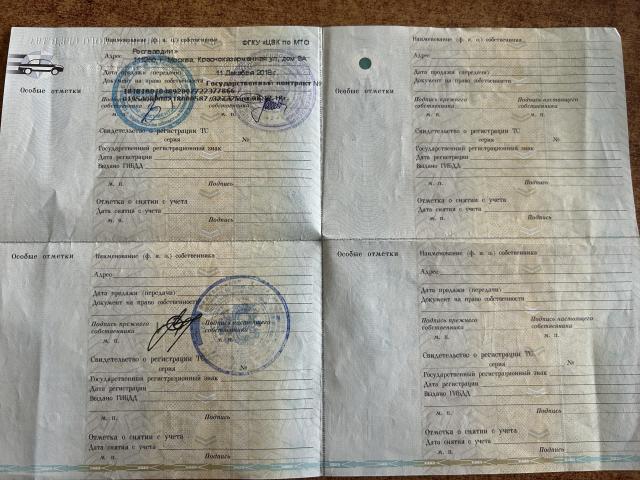 Особые отметки
Наименование (ф. и. о.) собственника ФГКУ «ЦВК по МТО
Росгвардии»
Адрес г. Москва, Красноказарменная ул, дом 9А
Дата продажи (передачи) 11 Декабря 2018 г.
Документ на право собственности Государственный контракт №
Подпись прежнего собственника
м. п.
Свидетельство о регистрации ТС
серия №
Государственный регистрационный знак
Дата регистрации
Выдано ГИБДД
м. п. Подпись
Отметка о снятии с учета
Дата снятия с учета
м. п. Подпись
Особые отметки
Наименование (ф. и. о.) собственника
Адрес
Дата продажи (передачи)
Документ на право собственности
Подпись прежнего собственника
Подпись настоящего собственника
м. п. м. п.
Свидетельство о регистрации ТС
серия №
Государственный регистрационный знак
Дата регистрации
Выдано ГИБДД
м. п. Подпись
Отметка о снятии с учета
Дата снятия с учета
м. п. Подпись
Особые отметки
Наименование (ф. и. о.) собственника
Адрес
Дата продажи (передачи)
Документ на право собственности
Подпись прежнего собственника
Подпись настоящего собственника
м. п. м. п.
Свидетельство о регистрации ТС
серия №
Государственный регистрационный знак
Дата регистрации
Выдано ГИБДД
м. п. Подпись
Отметка о снятии с учета
Дата снятия с учета
м. п. Подпись
Особые отметки
Наименование (ф. и. о.) собственника
Адрес
Дата продажи (передачи)
Документ на право собственности
Подпись прежнего собственника
Подпись настоящего собственника
м. п. м. п.
Свидетельство о регистрации ТС
серия №
Государственный регистрационный знак
Дата регистрации
Выдано ГИБДД
м. п. Подпись
Отметка о снятии с учета
Дата снятия с учета
м. п. Подпись